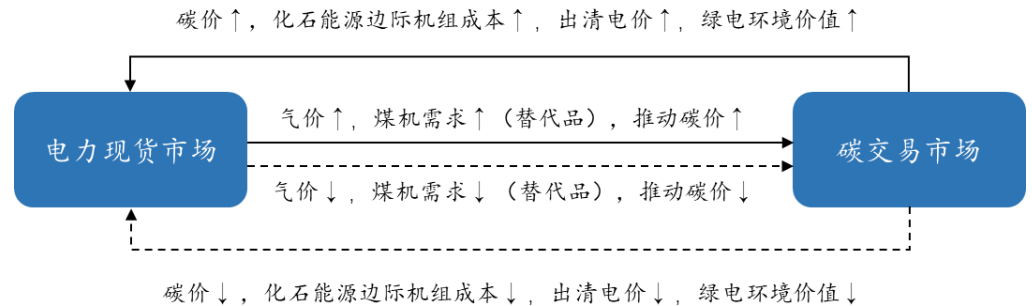 碳价↑，化石能源边际机组成本↑，出清电价↑，绿电环境价值↑
电力现货市场
气价↑，煤机需求↑（替代品），推动碳价↑
碳交易市场
气价↓，煤机需求↓（替代品），推动碳价↓
碳价↓，化石能源边际机组成本↓，出清电价↓，绿电环境价值↓